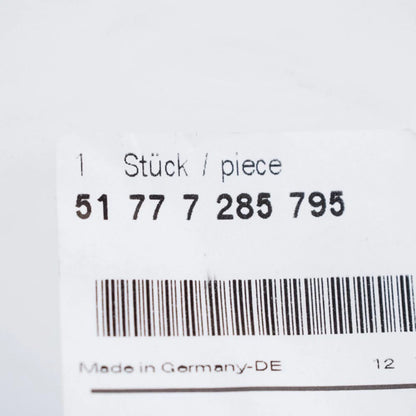 1 Stück / piece
51 77 7 285 795
Made in Germany-DE 12